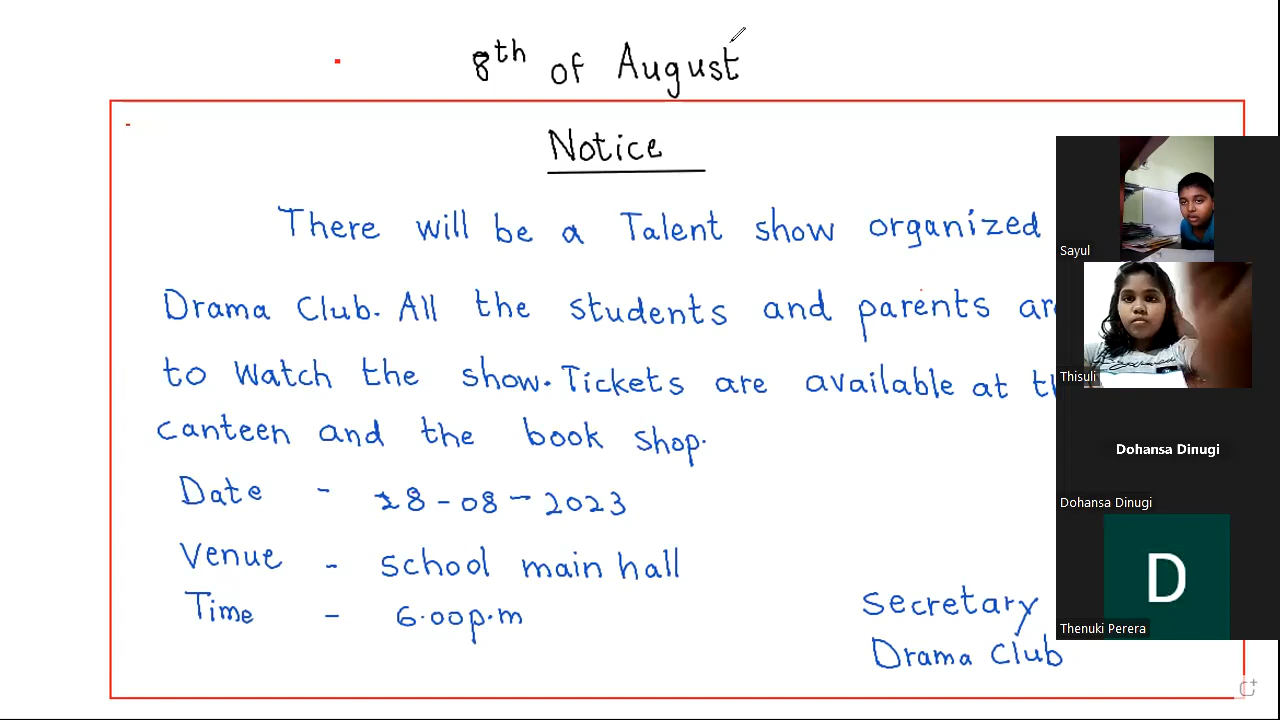 8th of August
Notice
There will be a Talent show organized
Drama Club. All the students and parents
to watch the show. Tickets are available at
canteen and the book shop.
Date - 28-08-2023
Venue - School main hall
Time - 6.00p.m
Secretary
Drama Club
Sayul
Thisuli
Dohansa Dinugi
Dohansa Dinugi
D
Thenuki Perera